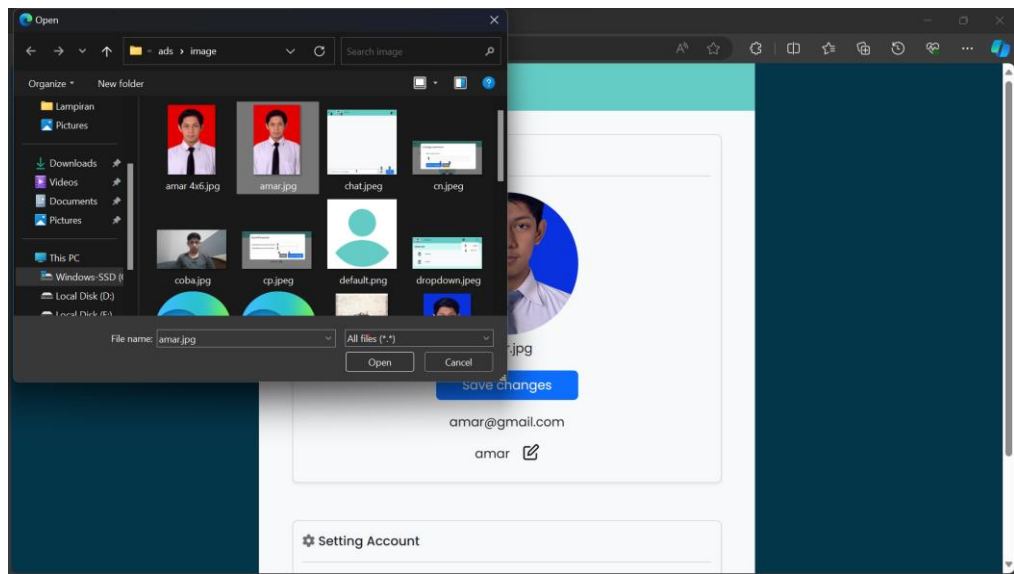 Open
ads › image
Search image
Organize
New folder
Lampiran
Pictures
Downloads
Videos
Documents
Pictures
This PC
Windows-SSD (
Local Disk (D:)
Local Disk (E:)
amar 4x6.jpg
amar.jpg
chat.jpeg
cn.jpeg
coba.jpg
cp.jpeg
default.png
dropdown.jpeg
File name: amar.jpg
All files (*.*)
Open
Cancel
.jpg
Save changes
amar@gmail.com
amar
Setting Account